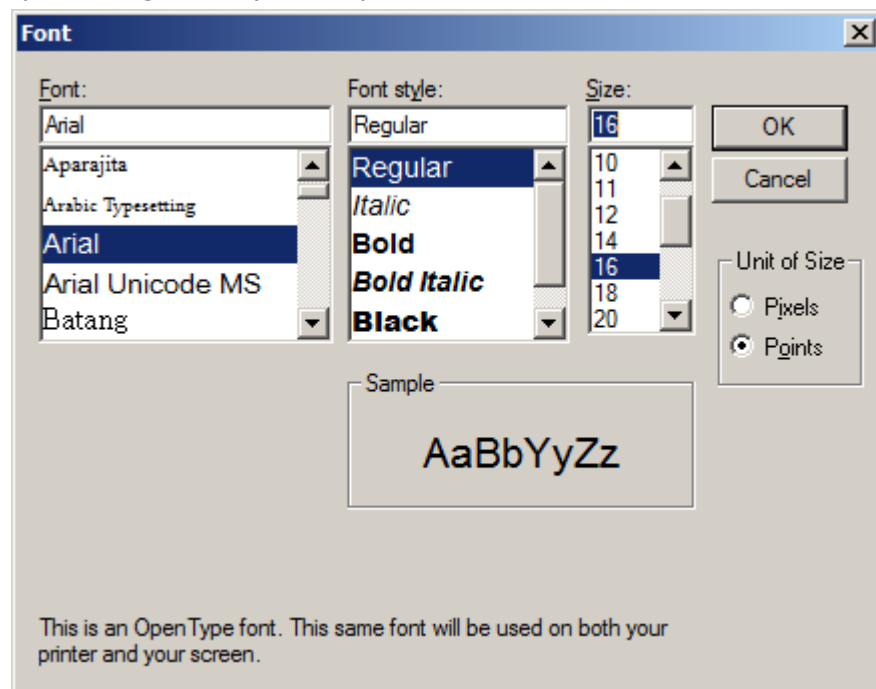 Font
Font:
Font style:
Size:
Arial
Regular
16
OK
Cancel
Aparajita
Arabic Typesetting
Arial
Arial Unicode MS
Batang
Regular
Italic
Bold
Bold Italic
Black
10
11
12
14
16
18
20
Unit of Size
Pixels
Points
Sample
AaBbYyZz
This is an OpenType font. This same font will be used on both your
printer and your screen.